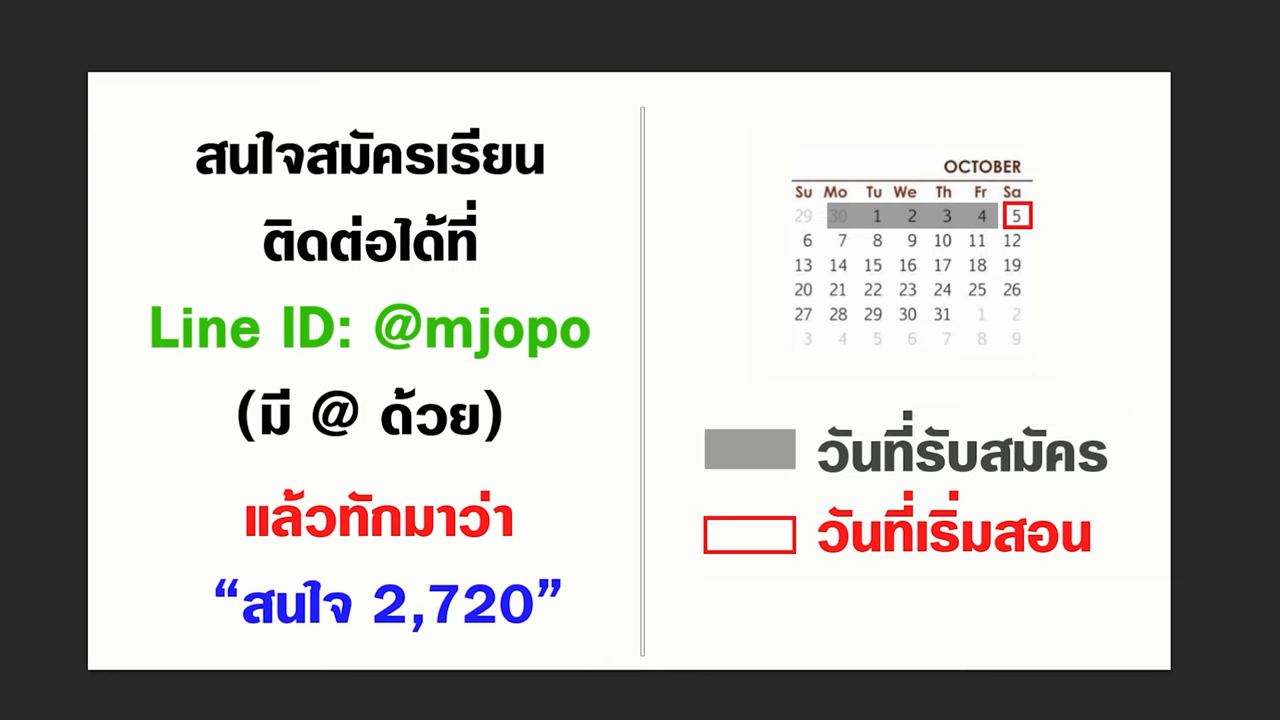 สนใจสมัครเรียน
ติดต่อได้ที่
Line ID: @mjopo
(มี @ ด้วย)
แล้วทักมาว่า
“สนใจ 2,720”
OCTOBER
Su Mo Tu We Th Fr Sa
29 30 1 2 3 4 5
6 7 8 9 10 11 12
13 14 15 16 17 18 19
20 21 22 23 24 25 26
27 28 29 30 31 1 2
3 4 5 6 7 8 9
วันที่รับสมัคร
วันที่เริ่มสอน